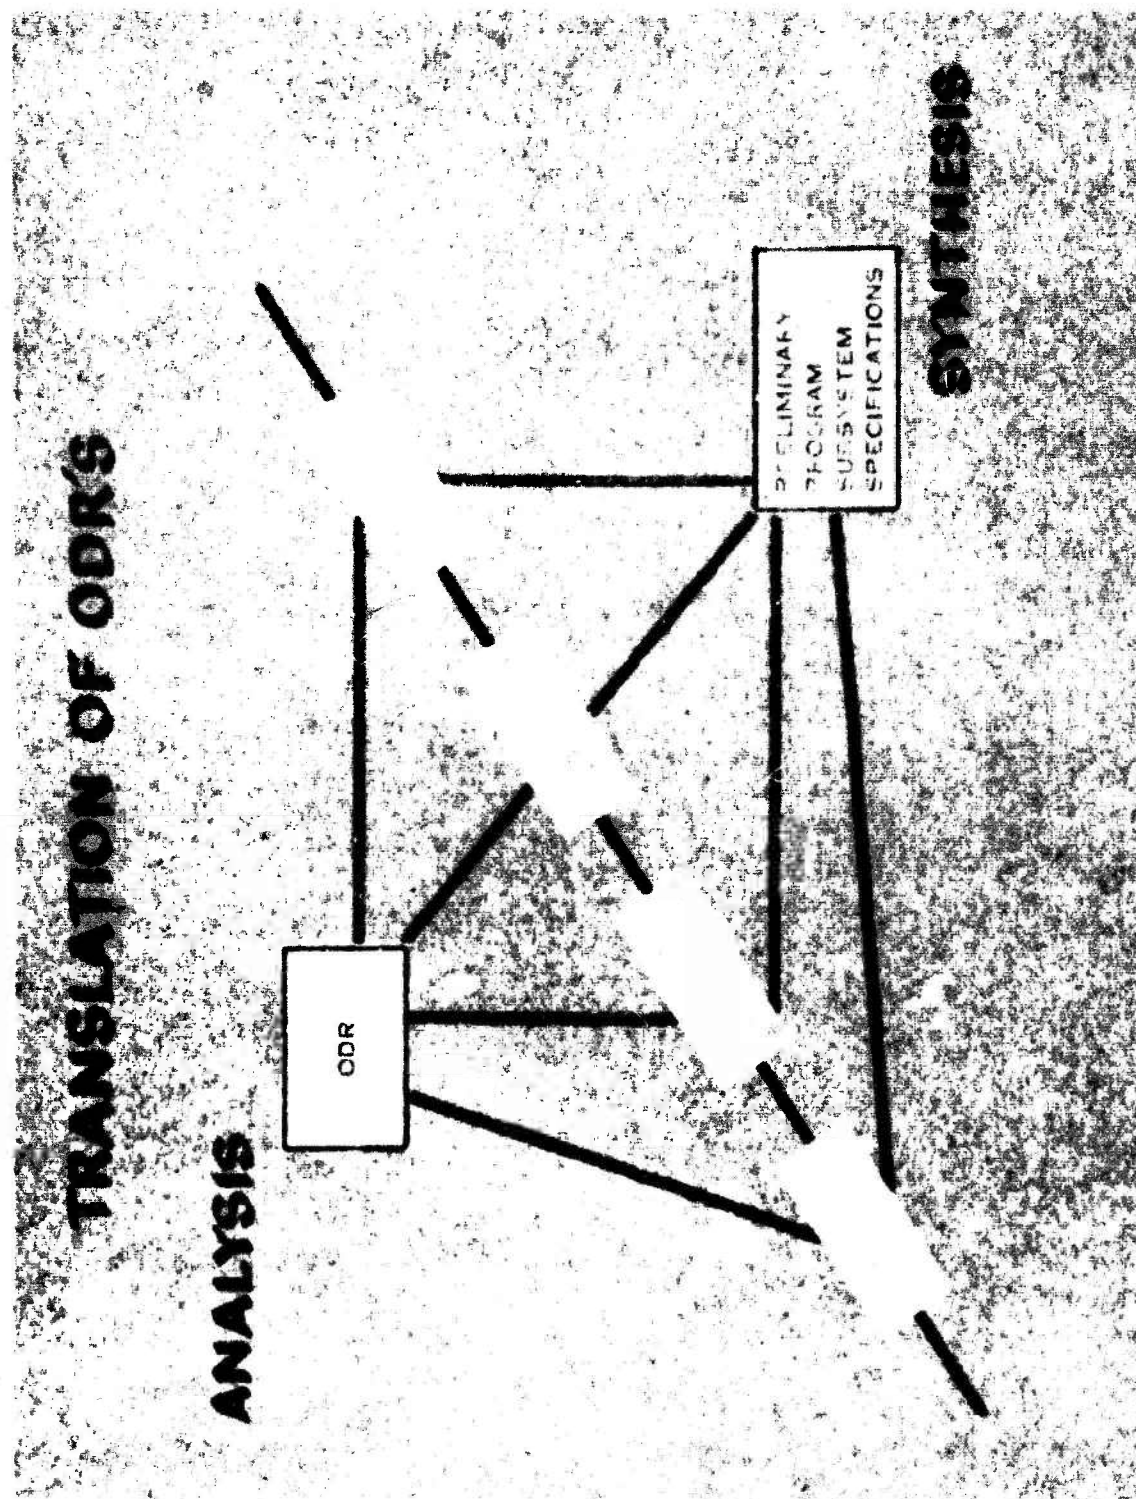 TRANSLATION OF ODR'S
ANALYSIS
ODR
PRELIMINARY
PROGRAM
SUBSYSTEM
SPECIFICATIONS
SYNTHESIS